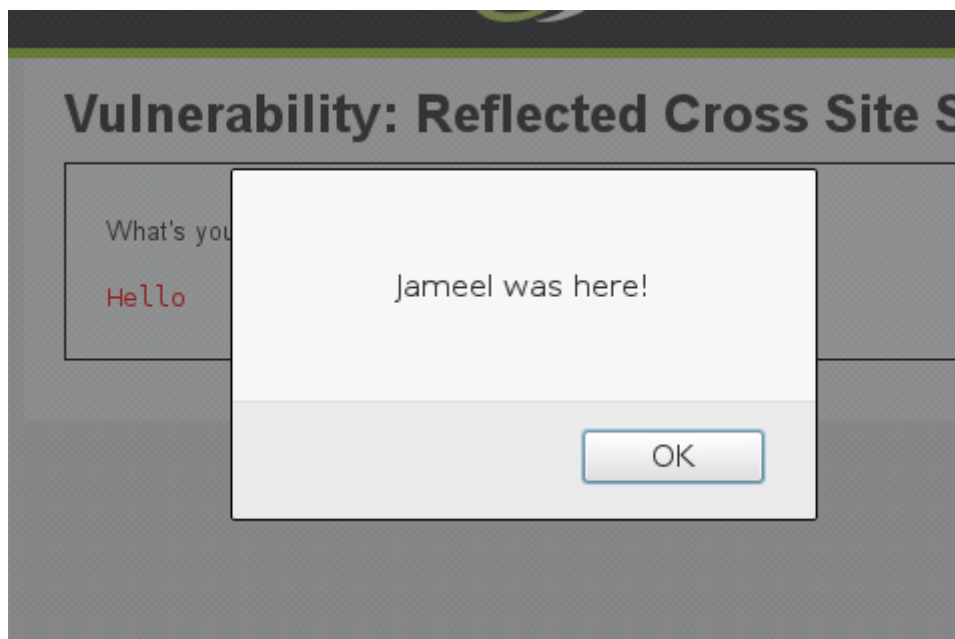 Vulnerability: Reflected Cross Site S
What's you
Hello
Jameel was here!
OK